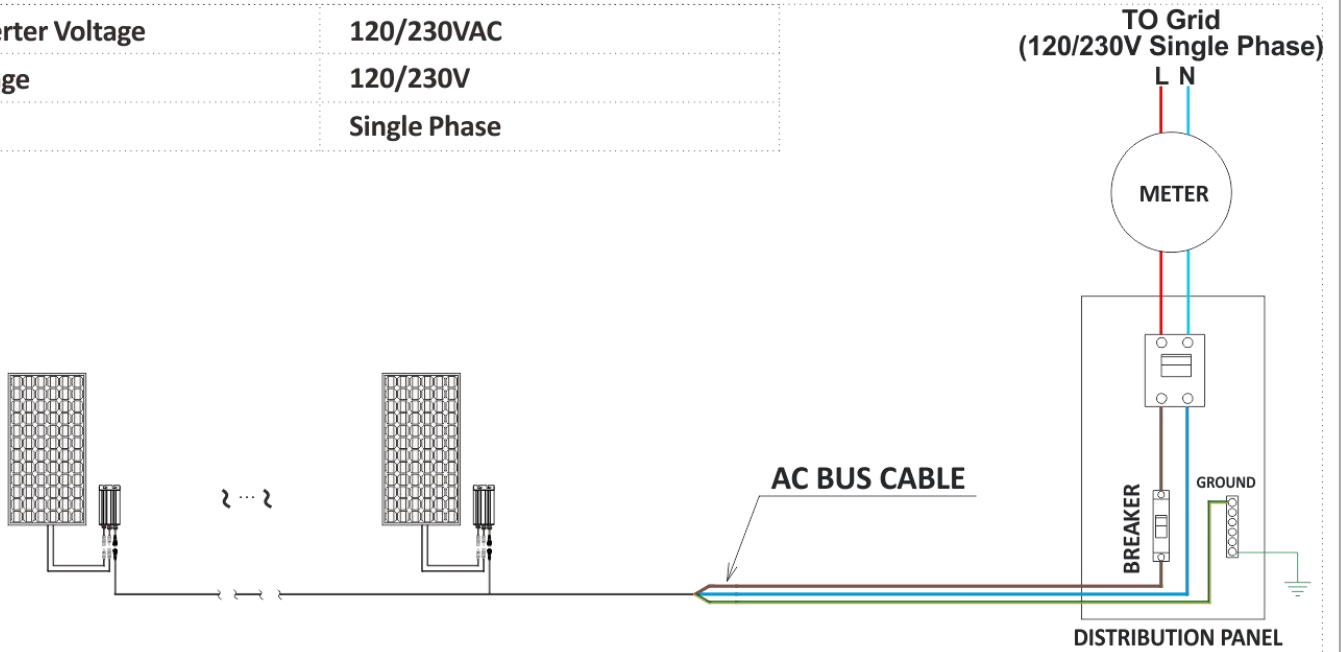 erter Voltage 120/230VAC
ge 120/230V
Single Phase
TO Grid
(120/230V Single Phase)
L N
METER
AC BUS CABLE
BREAKER
GROUND
DISTRIBUTION PANEL